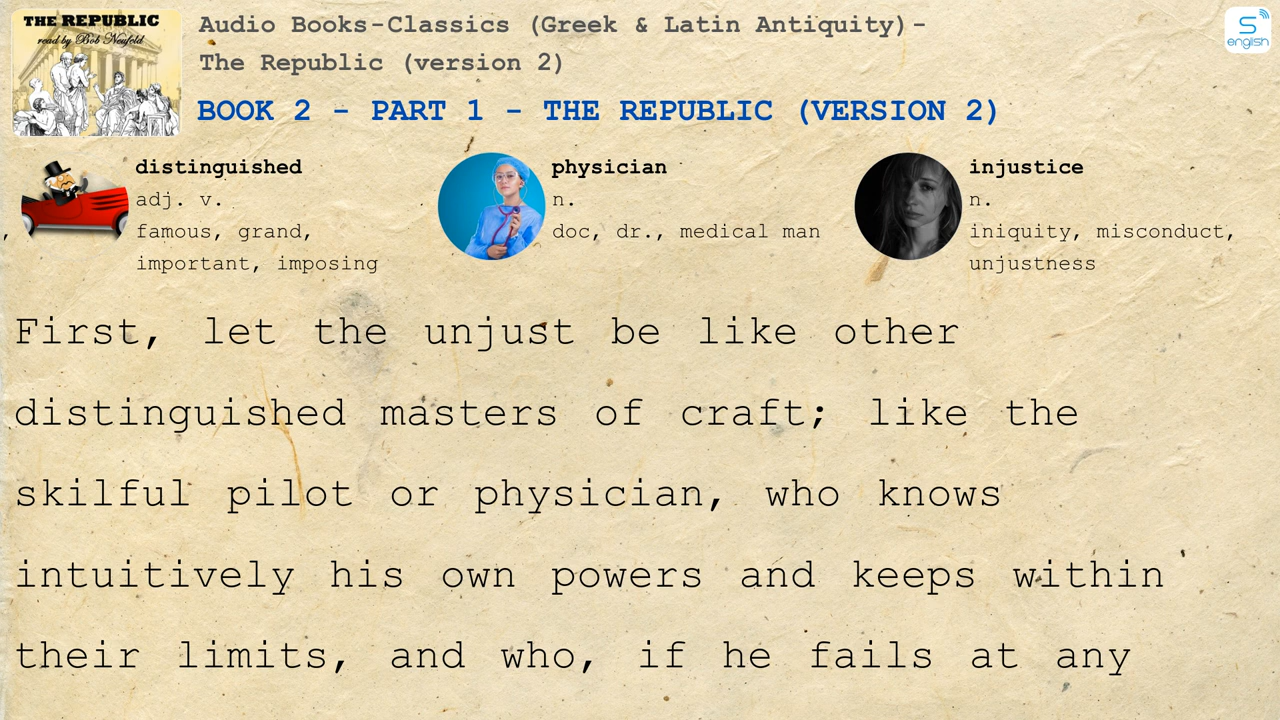 THE REPUBLIC
read by Bob Neufeld
Audio Books-Classics (Greek & Latin Antiquity)-
The Republic (version 2)
BOOK 2 - PART 1 - THE REPUBLIC (VERSION 2)
S
english
distinguished
adj. v.
famous, grand,
important, imposing
physician
n.
doc, dr., medical man
injustice
n.
iniquity, misconduct,
unjustness
,
First, let the unjust be like other
distinguished masters of craft; like the
skilful pilot or physician, who knows
intuitively his own powers and keeps within
their limits, and who, if he fails at any